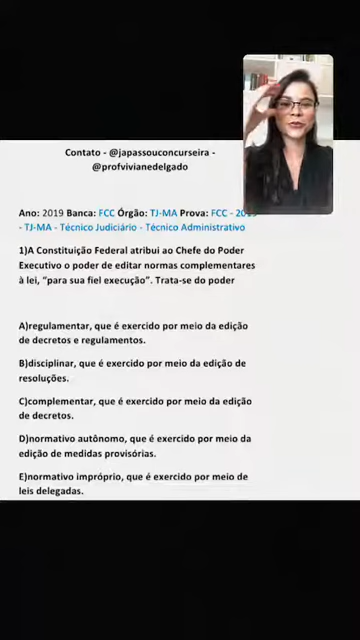 Contato - @japassouconcurseira -
@profvivianedelgado
Ano: 2019 Banca: FCC Órgão: TJ-MA Prova: FCC - 2019
- TJ-MA - Técnico Judiciário - Técnico Administrativo
1)A Constituição Federal atribui ao Chefe do Poder
Executivo o poder de editar normas complementares
à lei, “para sua fiel execução”. Trata-se do poder
A)regulamentar, que é exercido por meio da edição
de decretos e regulamentos.
B)disciplinar, que é exercido por meio da edição de
resoluções.
C)complementar, que é exercido por meio da edição
de decretos.
D)normativo autônomo, que é exercido por meio da
edição de medidas provisórias.
E)normativo impróprio, que é exercido por meio de
leis delegadas.